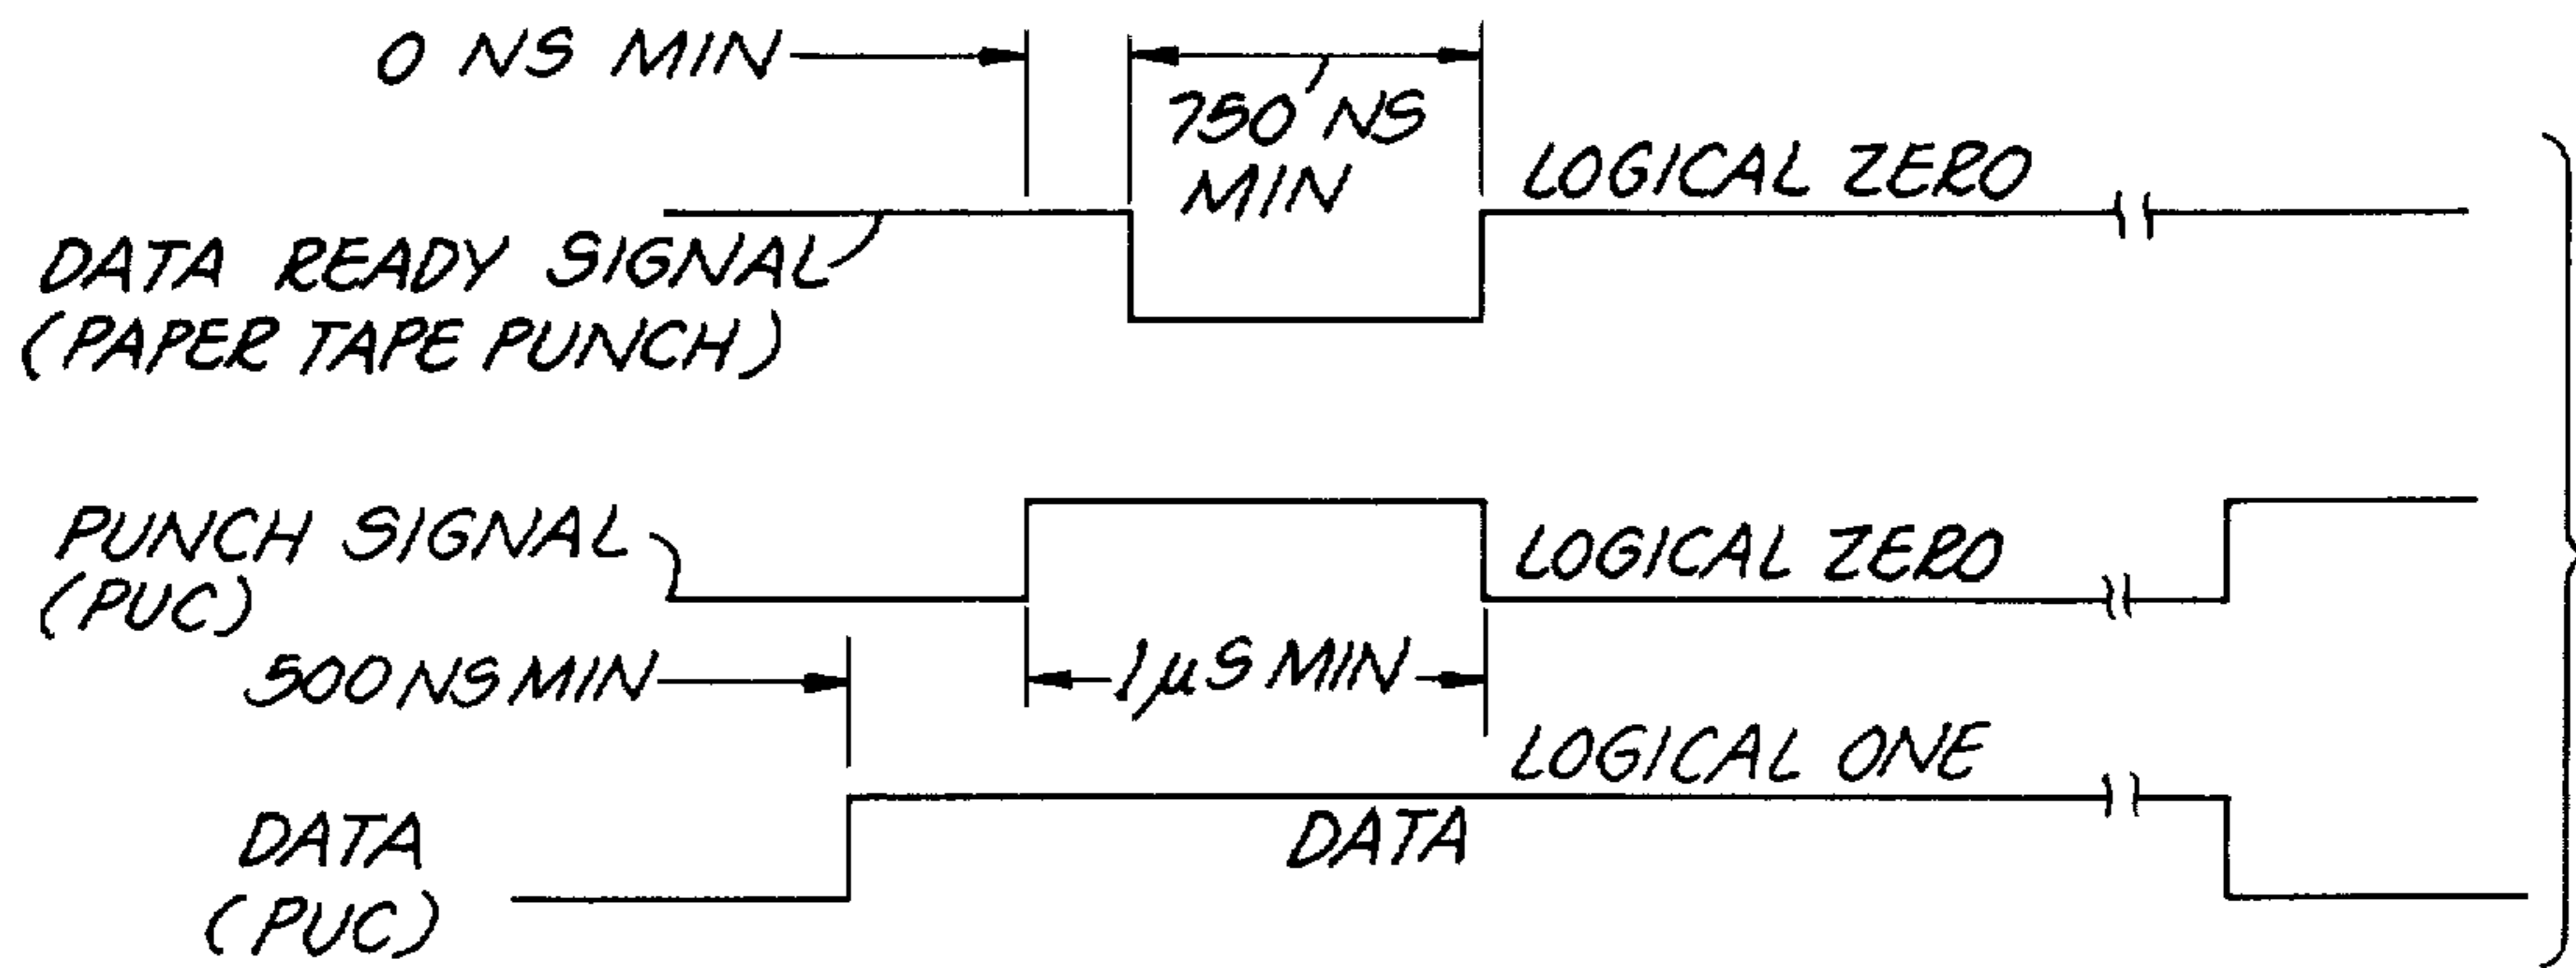 0 NS MIN
750 NS
MIN
LOGICAL ZERO
DATA READY SIGNAL
(PAPER TAPE PUNCH)
PUNCH SIGNAL
(PUC)
LOGICAL ZERO
500 NS MIN
1 µS MIN
LOGICAL ONE
DATA
(PUC)
DATA